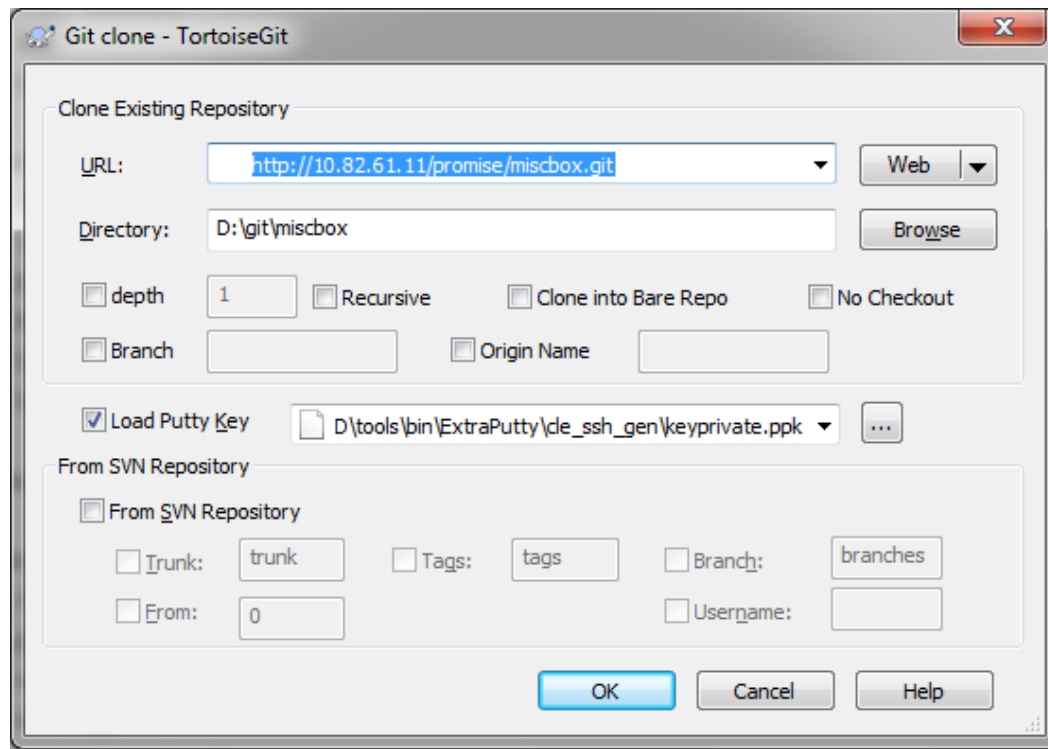 Git clone - TortoiseGit
Clone Existing Repository
URL: http://10.82.61.11/promise/miscbox.git Web
Directory: D:\git\miscbox Browse
depth 1 Recursive Clone into Bare Repo No Checkout
Branch Origin Name
Load Putty Key D\tools\bin\ExtraPutty\cle_ssh_gen\keyprivate.ppk ...
From SVN Repository
From SVN Repository
Trunk: trunk Tags: tags Branch: branches
From: 0 Username:
OK Cancel Help